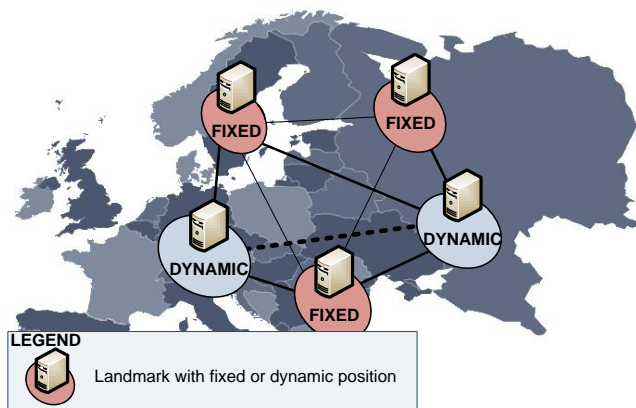 FIXED
FIXED
DYNAMIC
DYNAMIC
FIXED
LEGEND
Landmark with fixed or dynamic position